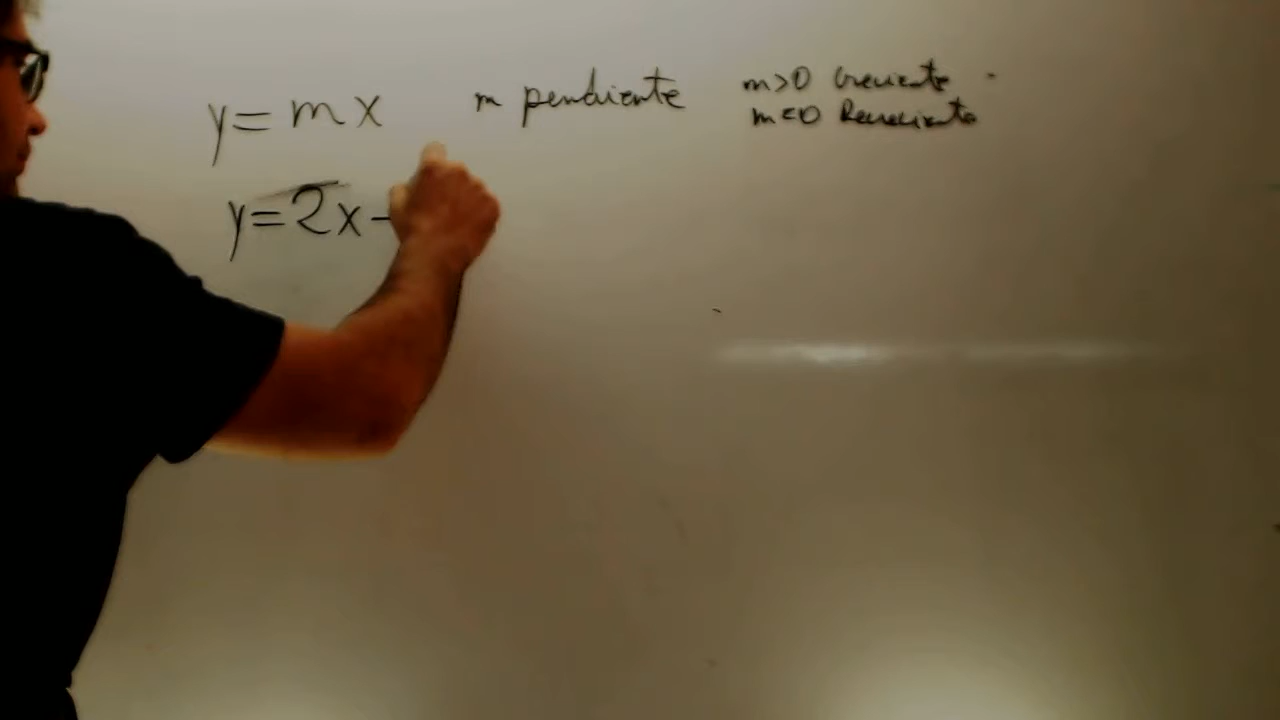 y = mx m pendiente m>0 Creciente
m<0 Decreciente
y = 2x -